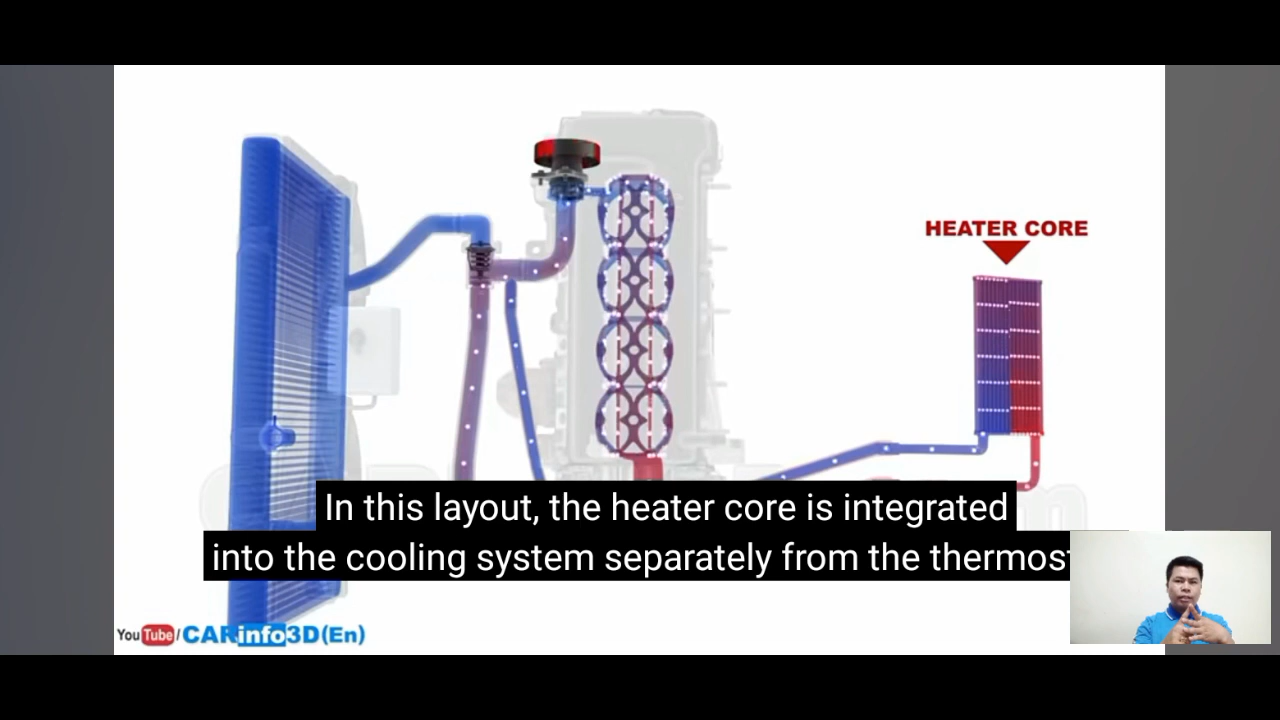 HEATER CORE
In this layout, the heater core is integrated
into the cooling system separately from the thermost
YouTube/CARinfo3D(En)